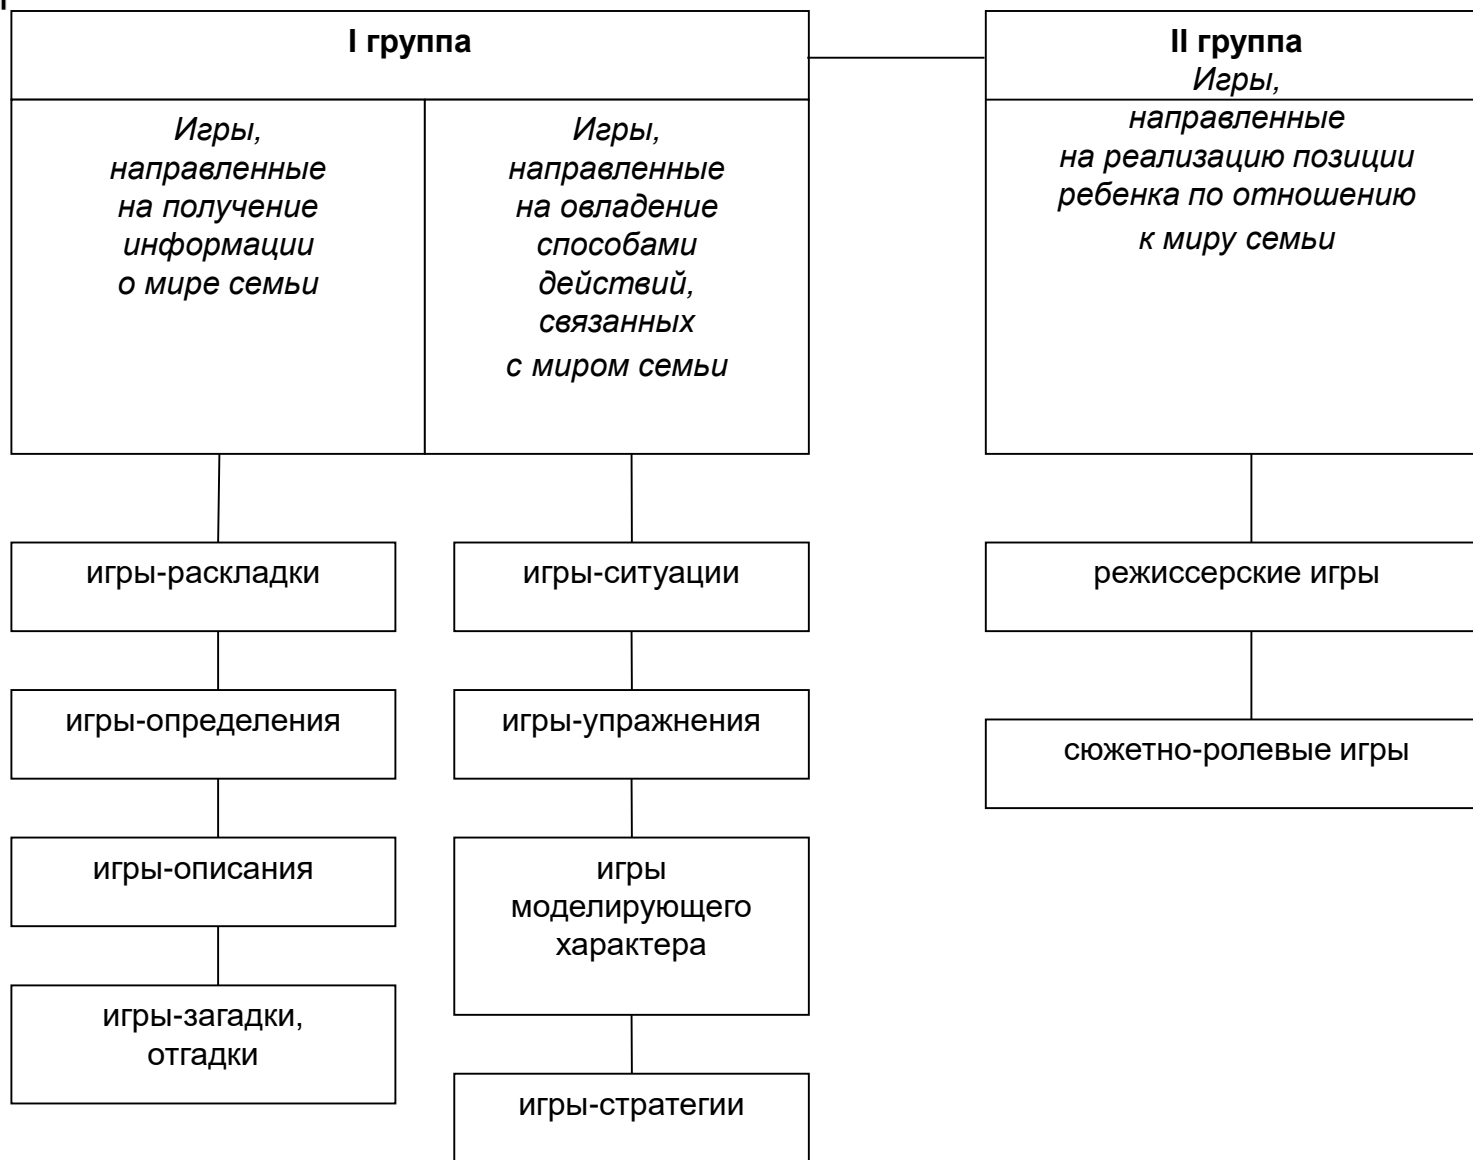 I группа
Игры,
направленные
на получение
информации
о мире семьи
Игры,
направленные
на овладение
способами
действий,
связанных
с миром семьи
II группа
Игры,
направленные
на реализацию позиции
ребенка по отношению
к миру семьи
игры-раскладки
игры-определения
игры-описания
игры-загадки,
отгадки
игры-ситуации
игры-упражнения
игры
моделирующего
характера
игры-стратегии
режиссерские игры
сюжетно-ролевые игры